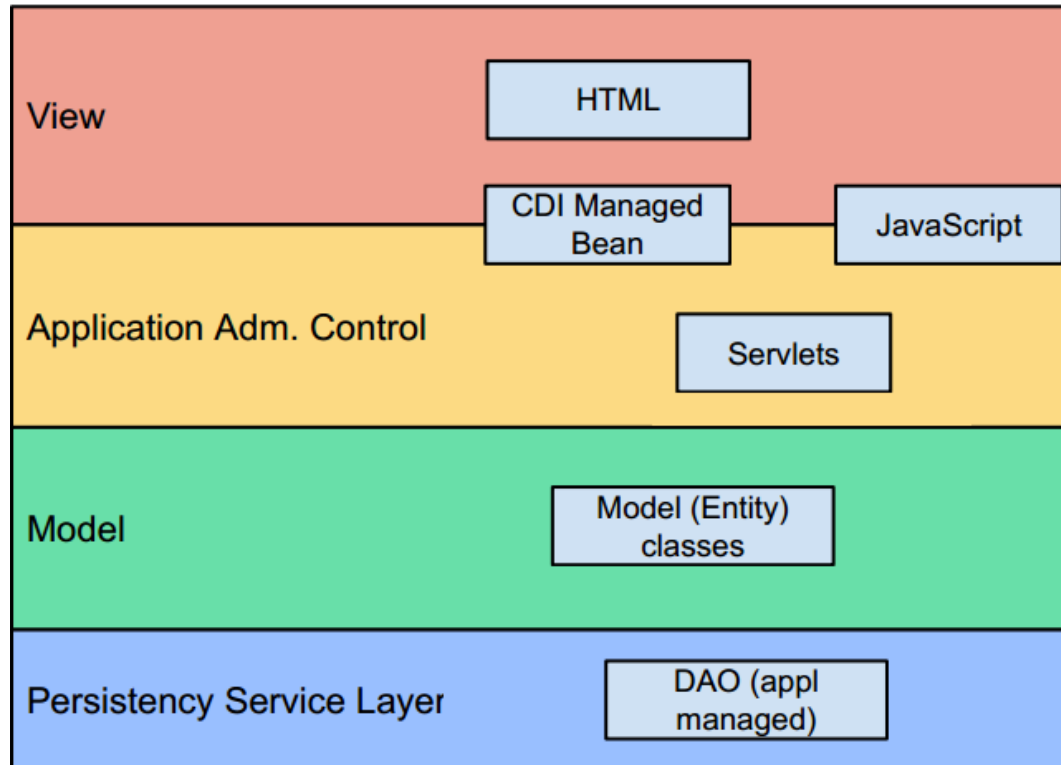 View
HTML
CDI Managed
Bean
JavaScript
Application Adm. Control
Servlets
Model
Model (Entity)
classes
Persistency Service Layer
DAO (appl
managed)